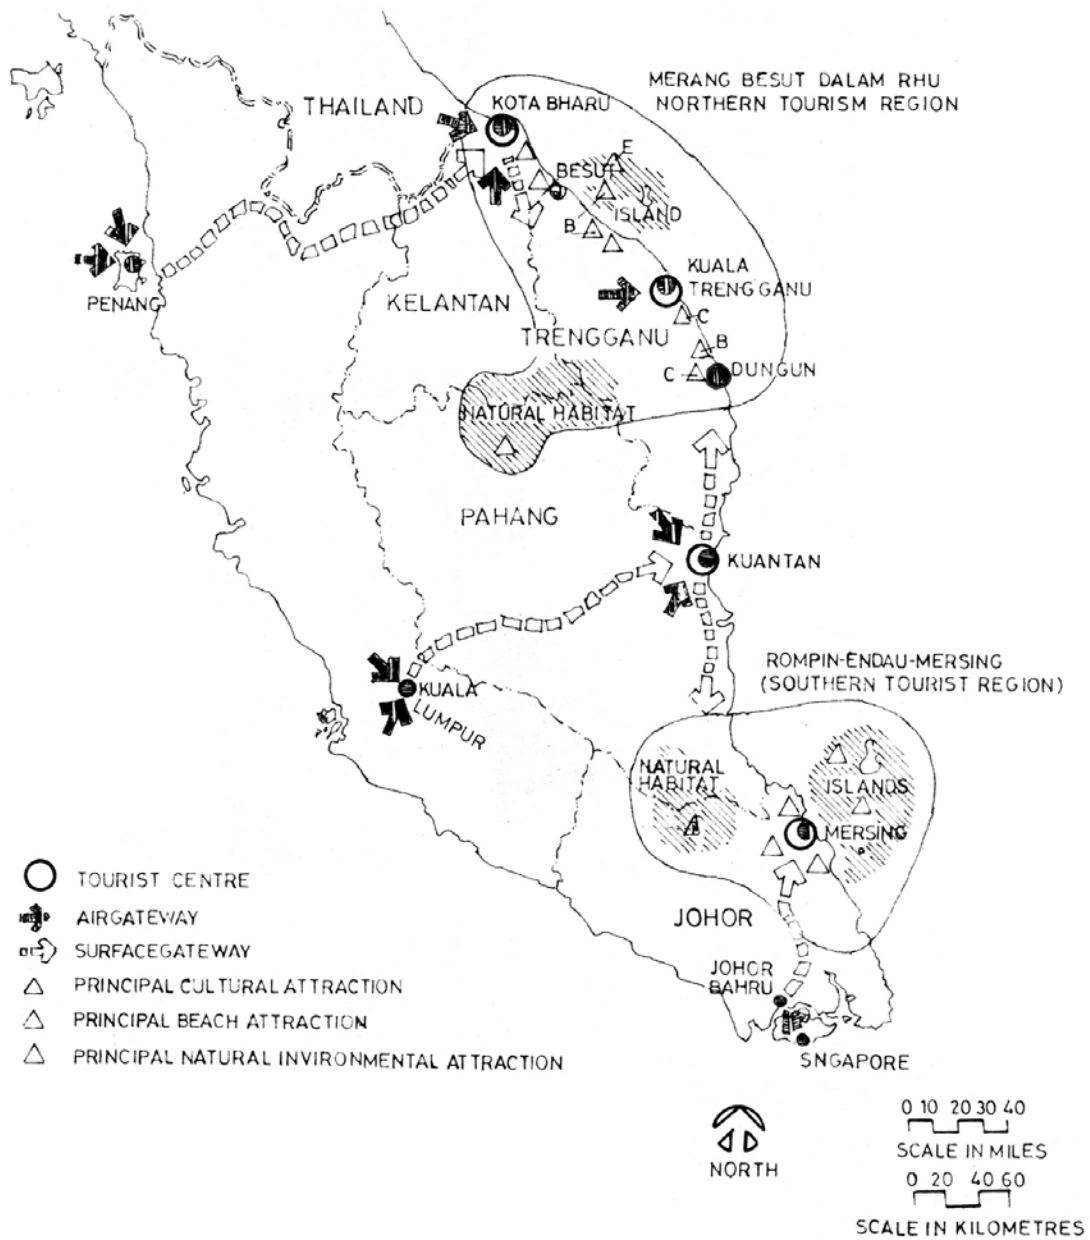 MERANG BESUT DALAM RHU
NORTHERN TOURISM REGION
THAILAND
KOTA BHARU
E
BESUT
ISLAND
B
PENANG
KELANTAN
KUALA
TRENGGANU
TRENGGANU
C
B
C
DUNGUN
NATURAL HABITAT
PAHANG
KUANTAN
KUALA
LUMPUR
ROMPIN-ENDAU-MERSING
(SOUTHERN TOURIST REGION)
NATURAL
HABITAT
ISLANDS
MERSING
JOHOR
JOHOR
BAHRU
SNGAPORE
TOURIST CENTRE
AIRGATEWAY
SURFACEGATEWAY
PRINCIPAL CULTURAL ATTRACTION
PRINCIPAL BEACH ATTRACTION
PRINCIPAL NATURAL INVIRONMENTAL ATTRACTION
NORTH
0 10 20 30 40
SCALE IN MILES
0 20 40 60
SCALE IN KILOMETRES